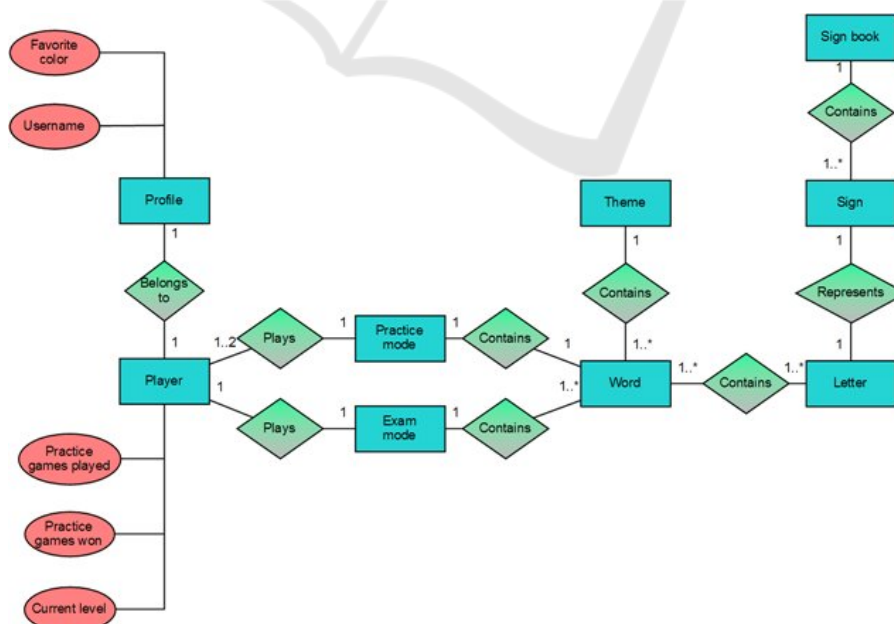 Favorite
color
Sign book
1
Contains
Username
1..*
Profile
Theme
Sign
1
1
1
Belongs
to
Contains
Represents
1..2
Plays
1
Practice
mode
1
Contains
1
1
1..*
1
Player
1
Word
1..*
Contains
1..*
Letter
1..*
Plays
1
Exam
mode
1
Contains
Practice
games played
Practice
games won
Current level